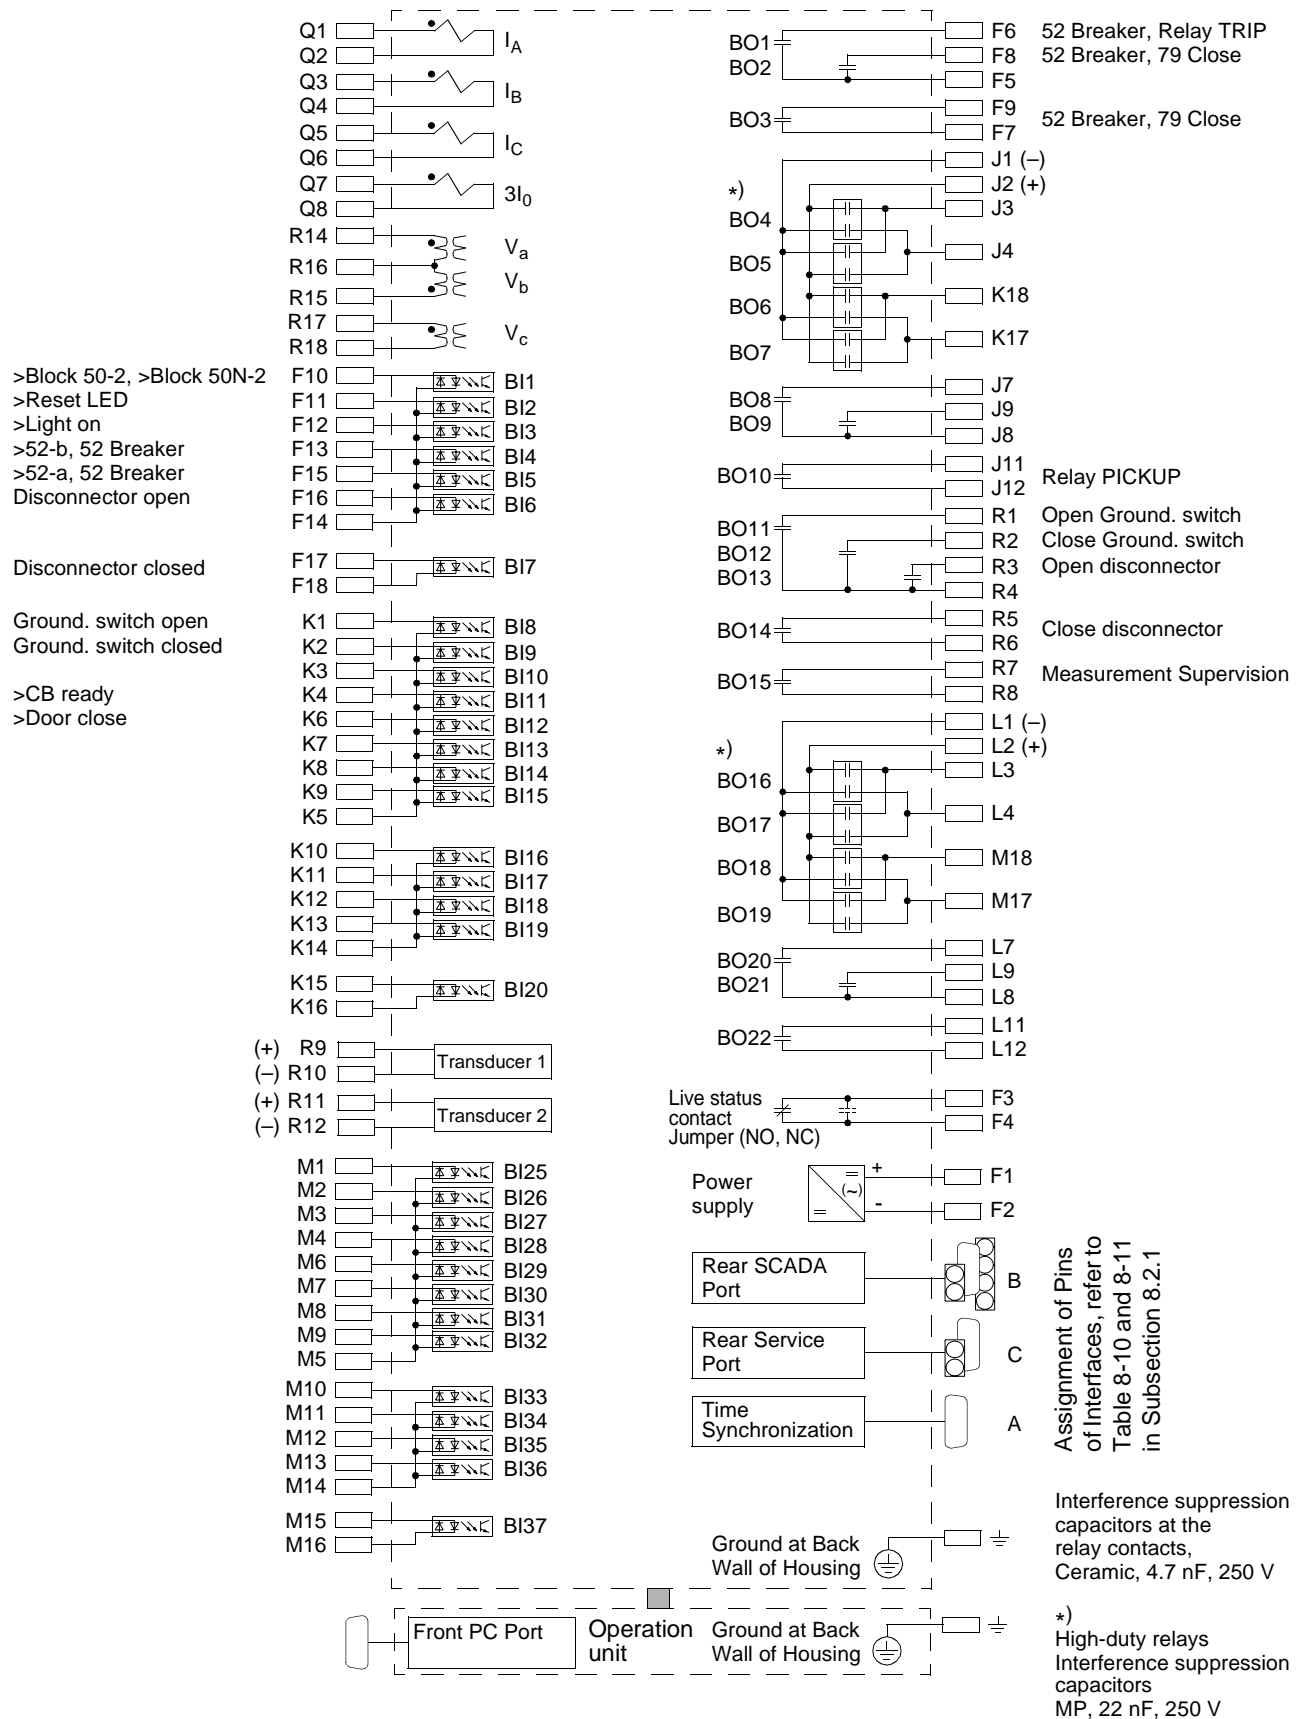 Q1
Q2
I_A
Q3
Q4
I_B
Q5
Q6
I_C
Q7
Q8
3I_0
R14
R16
R15
V_a
V_b
R17
R18
V_c
>Block 50-2, >Block 50N-2 F10 BI1
>Reset LED F11 BI2
>Light on F12 BI3
>52-b, 52 Breaker F13 BI4
>52-a, 52 Breaker F15 BI5
Disconnector open F16 BI6
F14
Disconnector closed F17 BI7
F18
Ground. switch open K1 BI8
Ground. switch closed K2 BI9
K3 BI10
>CB ready K4 BI11
>Door close K6 BI12
K7 BI13
K8 BI14
K9 BI15
K5
K10 BI16
K11 BI17
K12 BI18
K13 BI19
K14
K15 BI20
K16
(+) R9
(–) R10
Transducer 1
(+) R11
(–) R12
Transducer 2
M1 BI25
M2 BI26
M3 BI27
M4 BI28
M6 BI29
M7 BI30
M8 BI31
M9 BI32
M5
M10 BI33
M11 BI34
M12 BI35
M13 BI36
M14
M15 BI37
M16
BO1 F6 52 Breaker, Relay TRIP
BO2 F8 52 Breaker, 79 Close
F5
BO3 F9
F7
52 Breaker, 79 Close
J1 (–)
J2 (+)
*)
BO4 J3
BO5 J4
BO6 K18
BO7 K17
BO8 J7
BO9 J9
J8
BO10 J11
J12
Relay PICKUP
BO11 R1 Open Ground. switch
BO12 R2 Close Ground. switch
BO13 R3 Open disconnector
R4
BO14 R5
R6
Close disconnector
BO15 R7
R8
Measurement Supervision
L1 (–)
L2 (+)
*)
BO16 L3
BO17 L4
BO18 M18
BO19 M17
BO20 L7
BO21 L9
L8
BO22 L11
L12
Live status
contact
Jumper (NO, NC)
F3
F4
Power
supply
(~)
+
-
F1
F2
Rear SCADA
Port
B
Rear Service
Port
C
Time
Synchronization
A
Assignment of Pins
of Interfaces, refer to
Table 8-10 and 8-11
in Subsection 8.2.1
Ground at Back
Wall of Housing
Interference suppression
capacitors at the
relay contacts,
Ceramic, 4.7 nF, 250 V
Front PC Port
Operation
unit
Ground at Back
Wall of Housing
*)
High-duty relays
Interference suppression
capacitors
MP, 22 nF, 250 V